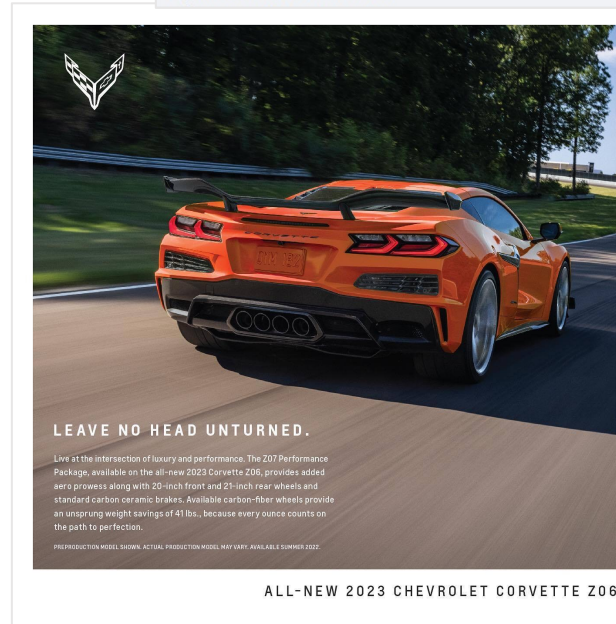 CORVETTE
LEAVE NO HEAD UNTURNED.
Live at the intersection of luxury and performance. The Z07 Performance
Package, available on the all-new 2023 Corvette Z06, provides added
aero prowess along with 20-inch front and 21-inch rear wheels and
standard carbon ceramic brakes. Available carbon-fiber wheels provide
an unsprung weight savings of 41 lbs., because every ounce counts on
the path to perfection.
PREPRODUCTION MODEL SHOWN. ACTUAL PRODUCTION MODEL MAY VARY. AVAILABLE SUMMER 2022.
ALL-NEW 2023 CHEVROLET CORVETTE Z06